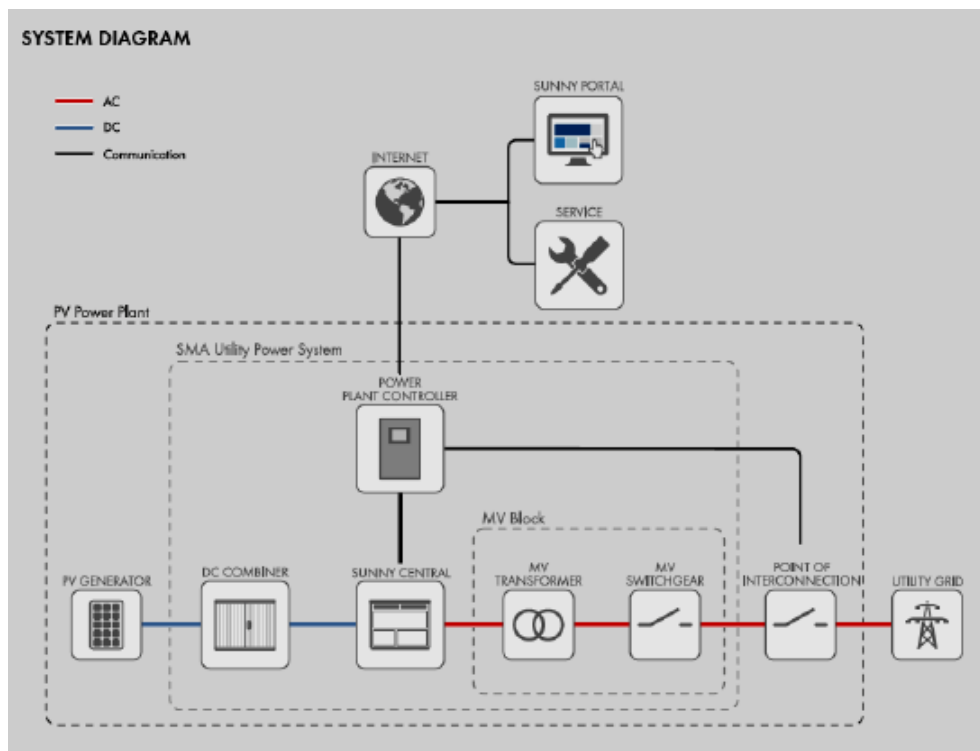 SYSTEM DIAGRAM
AC
DC
Communication
SUNNY PORTAL
INTERNET
SERVICE
PV Power Plant
SMA Utility Power System
POWER
PLANT CONTROLLER
MV Block
PV GENERATOR
DC COMBINER
SUNNY CENTRAL
MV
TRANSFORMER
MV
SWITCHGEAR
POINT OF
INTERCONNECTION
UTILITY GRID